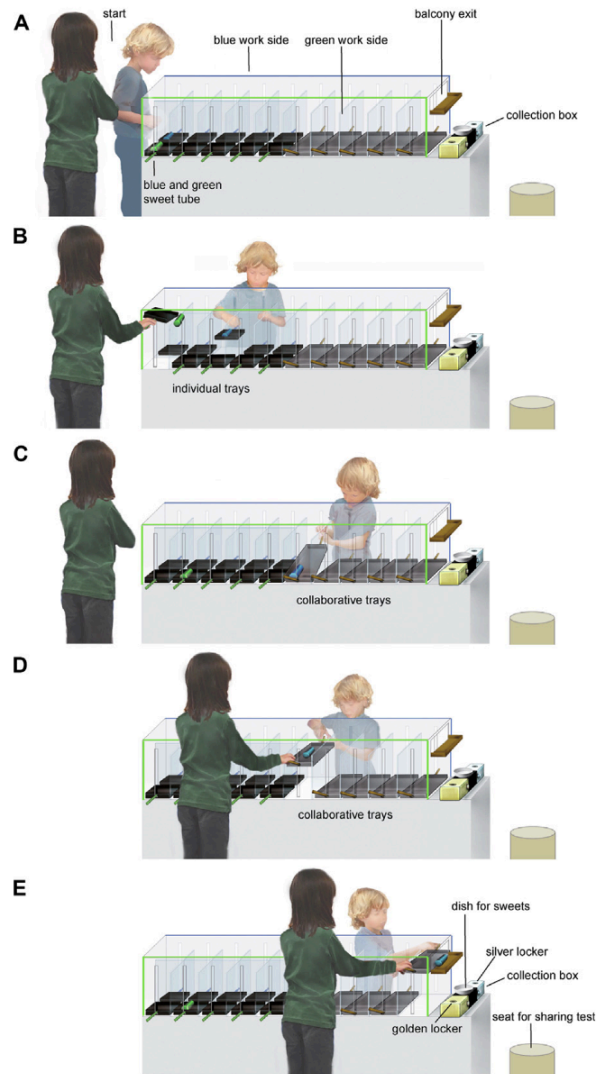 A
start
blue work side
green work side
balcony exit
collection box
blue and green
sweet tube
B
individual trays
C
collaborative trays
D
collaborative trays
E
dish for sweets
silver locker
collection box
golden locker
seat for sharing test